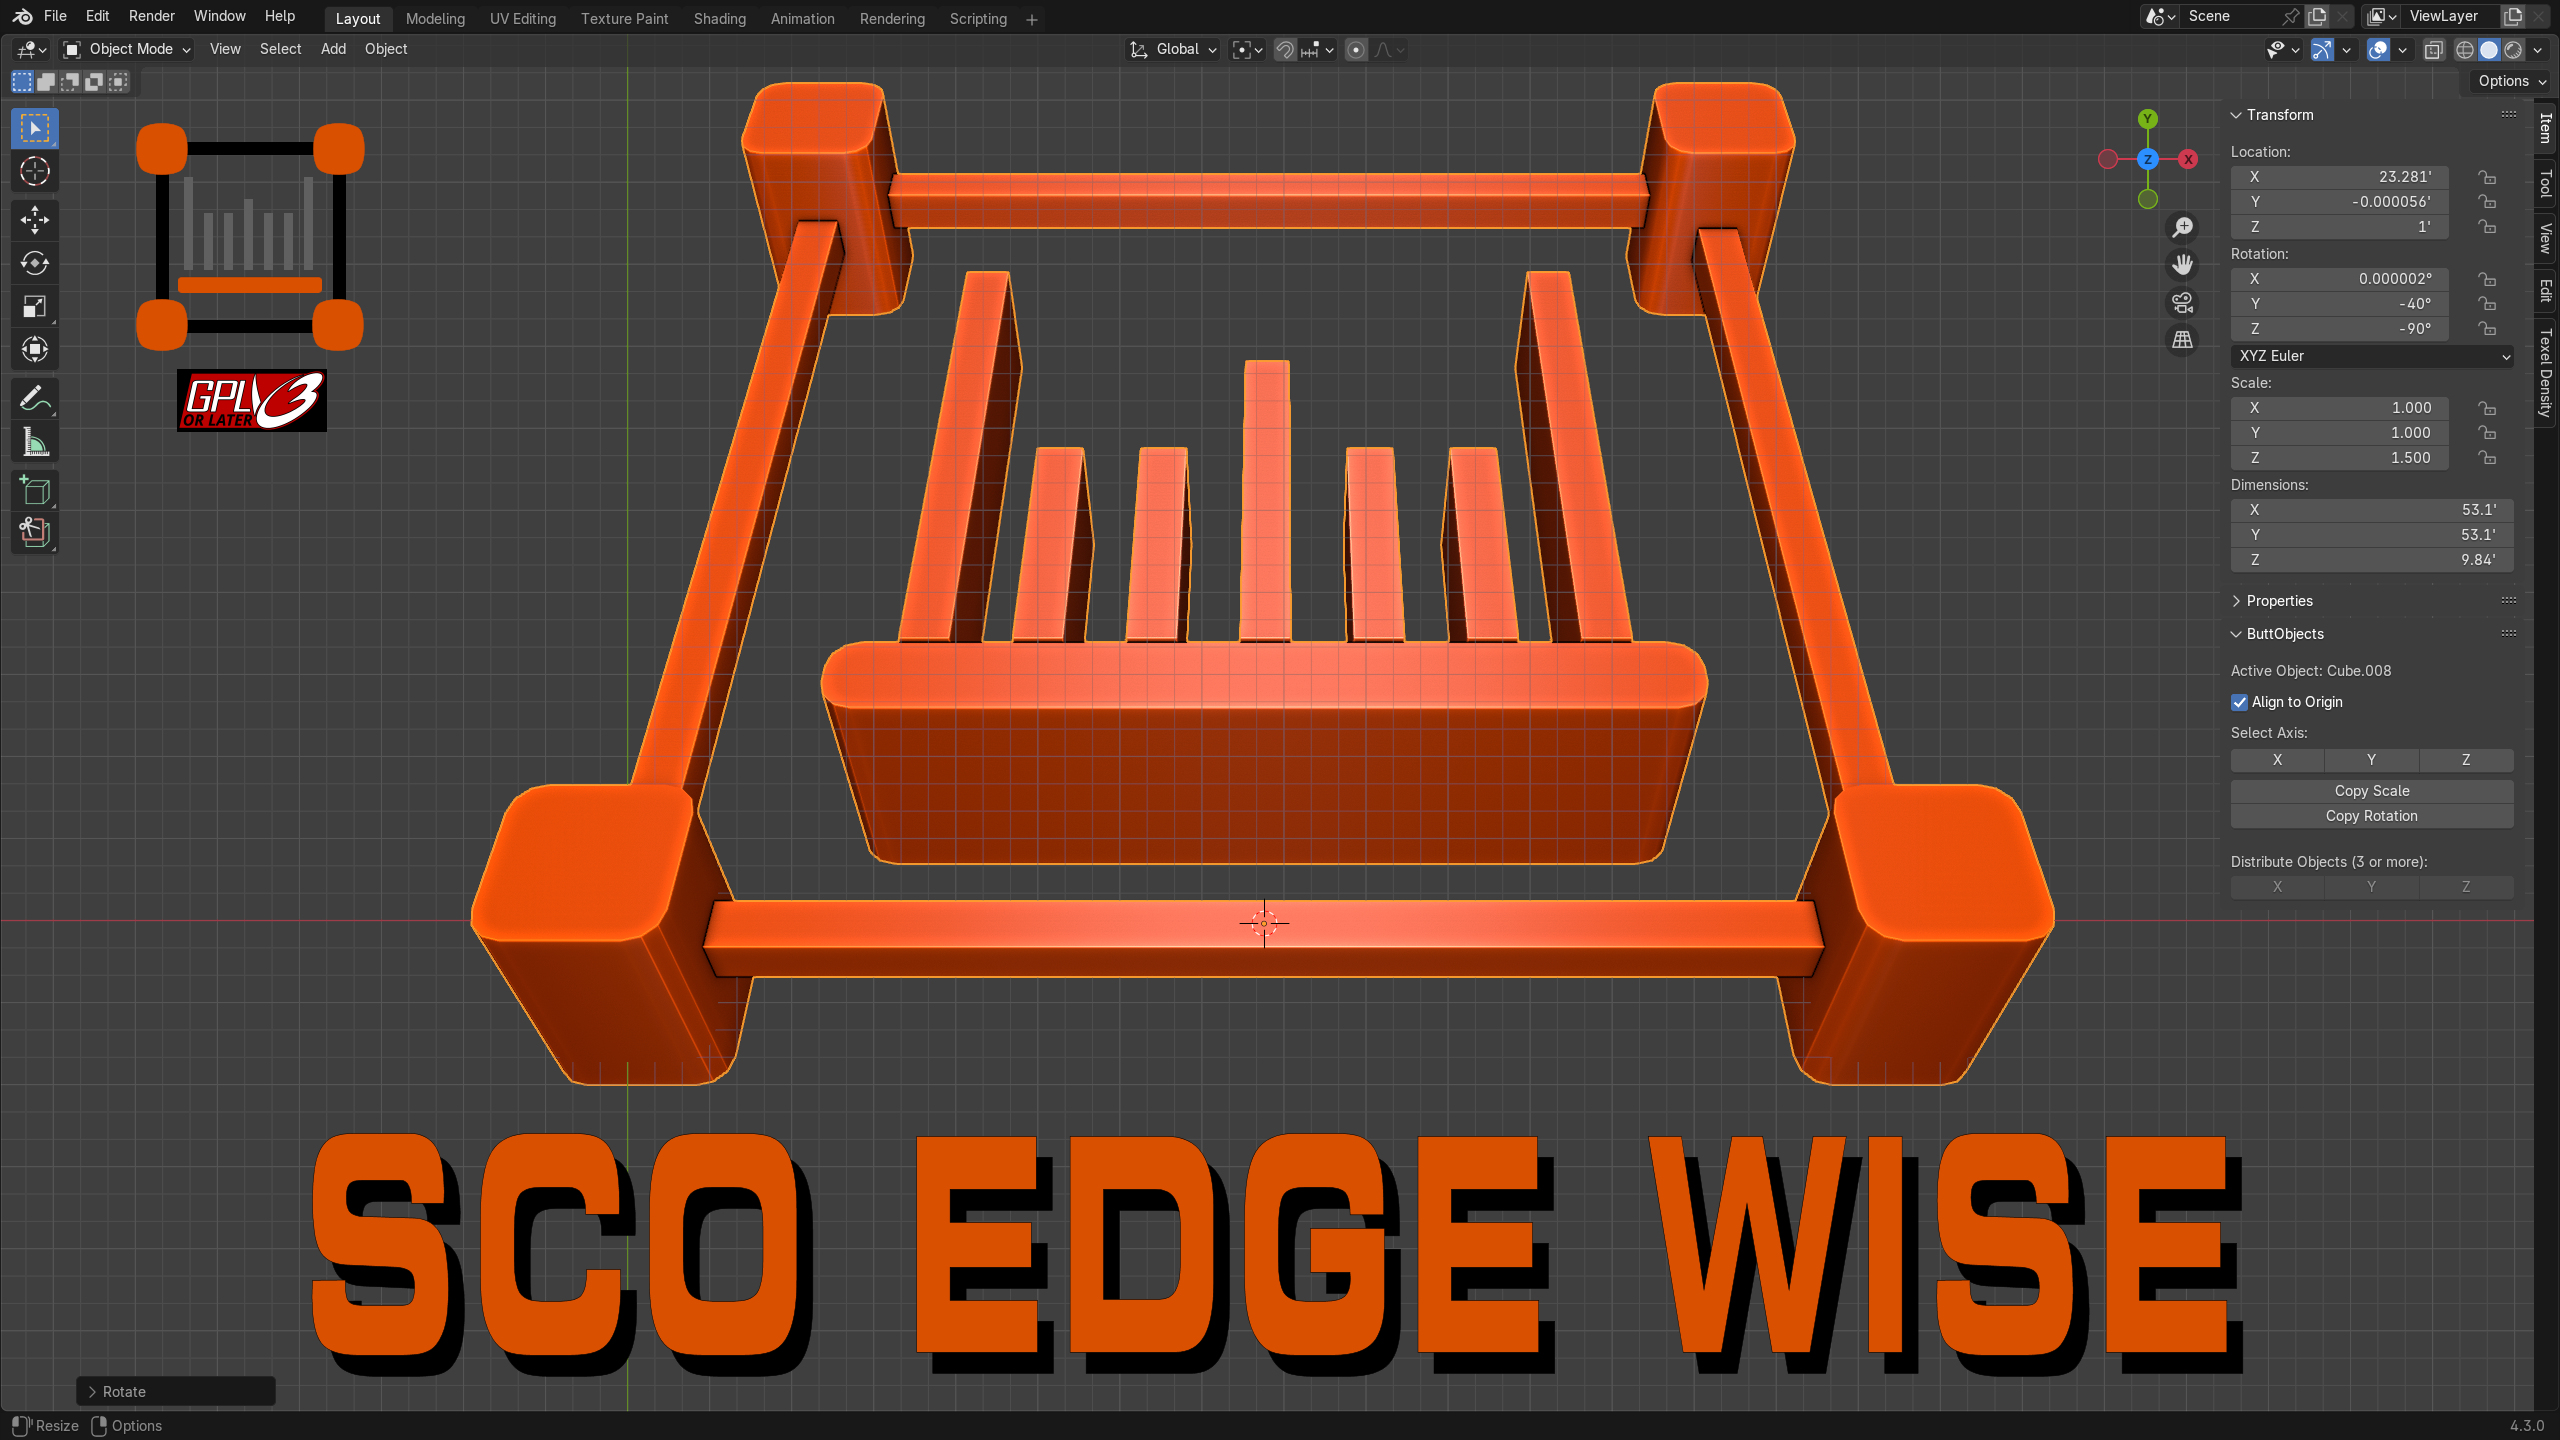 File Edit Render Window Help Layout Modeling UV Editing Texture Paint Shading Animation Rendering Scripting + Scene ViewLayer
Object Mode View Select Add Object Global
Options
Transform
Location:
X 23.281'
Y -0.000056'
Z 1'
Rotation:
X 0.000002°
Y -40°
Z -90°
XYZ Euler
Scale:
X 1.000
Y 1.000
Z 1.500
Dimensions:
X 53.1'
Y 53.1'
Z 9.84'
Properties
ButtObjects
Active Object: Cube.008
Align to Origin
Select Axis:
X Y Z
Copy Scale
Copy Rotation
Distribute Objects (3 or more):
X Y Z
Item
Tool
View
Edit
Texel Density
Y
Z X
GPLV3
OR LATER
SCO EDGE WISE
Rotate
Resize Options 4.3.0